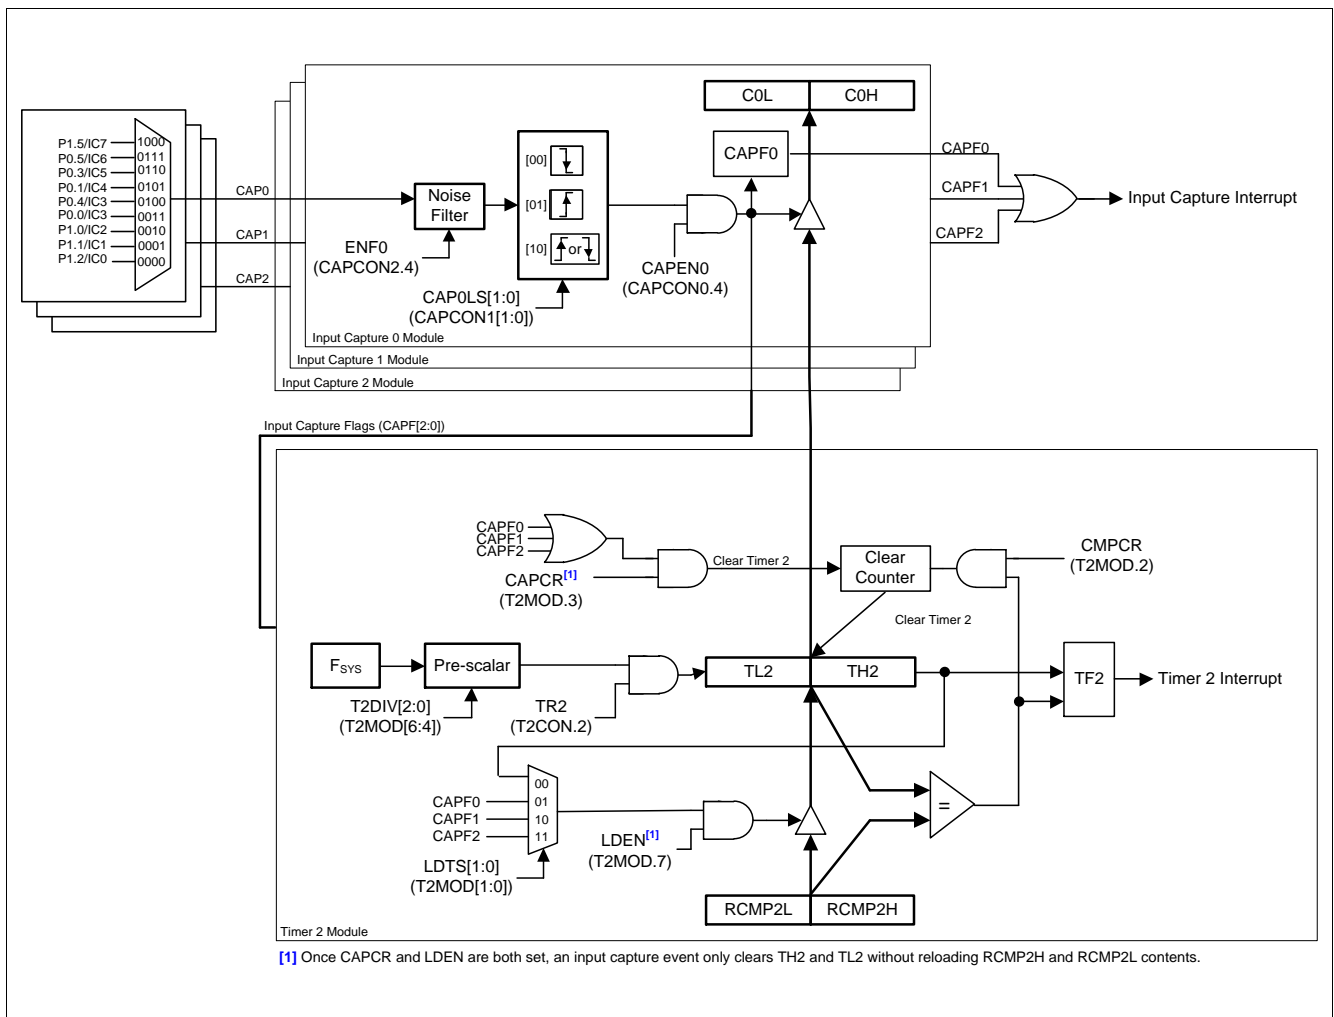 C0L C0H
P1.5/IC7 1000
P0.5/IC6 0111
P0.3/IC5 0110
P0.1/IC4 0101
P0.4/IC3 0100
P0.0/IC3 0011
P1.0/IC2 0010
P1.1/IC1 0001
P1.2/IC0 0000
CAP0
CAP1
CAP2
Noise
Filter
ENF0
(CAPCON2.4)
[00]
[01]
[10] or
CAP0LS[1:0]
(CAPCON1[1:0])
CAPEN0
(CAPCON0.4)
CAPF0
CAPF0
CAPF1
CAPF2
Input Capture Interrupt
Input Capture 0 Module
Input Capture 1 Module
Input Capture 2 Module
Input Capture Flags (CAPF[2:0])
CAPF0
CAPF1
CAPF2
CAPCR[1]
(T2MOD.3)
Clear Timer 2
Clear
Counter
CMPCR
(T2MOD.2)
Clear Timer 2
FSYS
Pre-scalar
T2DIV[2:0]
(T2MOD[6:4])
TR2
(T2CON.2)
TL2 TH2
TF2
Timer 2 Interrupt
00
CAPF0 01
CAPF1 10
CAPF2 11
LDTS[1:0]
(T2MOD[1:0])
LDEN[1]
(T2MOD.7)
=
RCMP2L RCMP2H
Timer 2 Module
[1] Once CAPCR and LDEN are both set, an input capture event only clears TH2 and TL2 without reloading RCMP2H and RCMP2L contents.